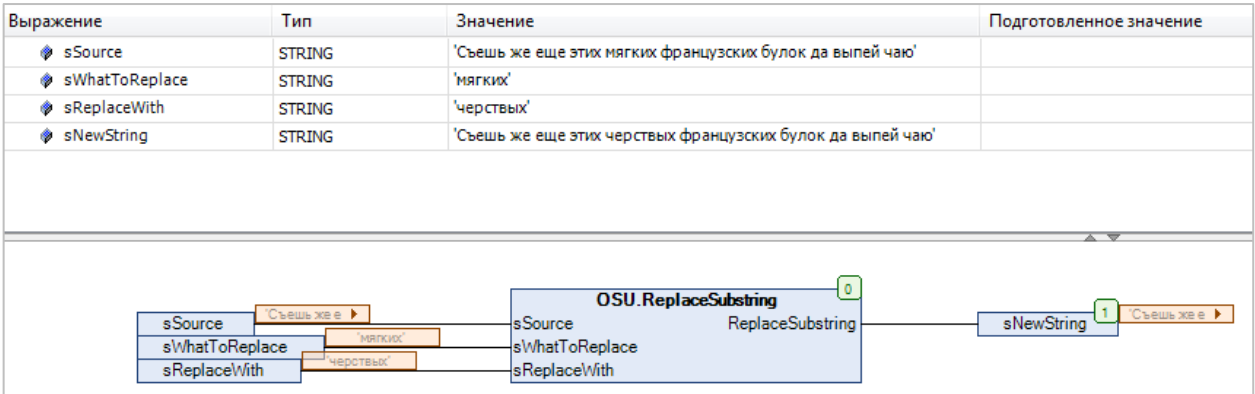 Выражение Тип Значение Подготовленное значение
sSource STRING 'Съешь же еще этих мягких французских булок да выпей чаю'
sWhatToReplace STRING 'мягких'
sReplaceWith STRING 'черствых'
sNewString STRING 'Съешь же еще этих черствых французских булок да выпей чаю'
0
OSU.ReplaceSubstring
'Съешь же е 1 'Съешь же е
sSource sSource ReplaceSubstring sNewString
'мягких'
sWhatToReplace sWhatToReplace
'черствых'
sReplaceWith sReplaceWith